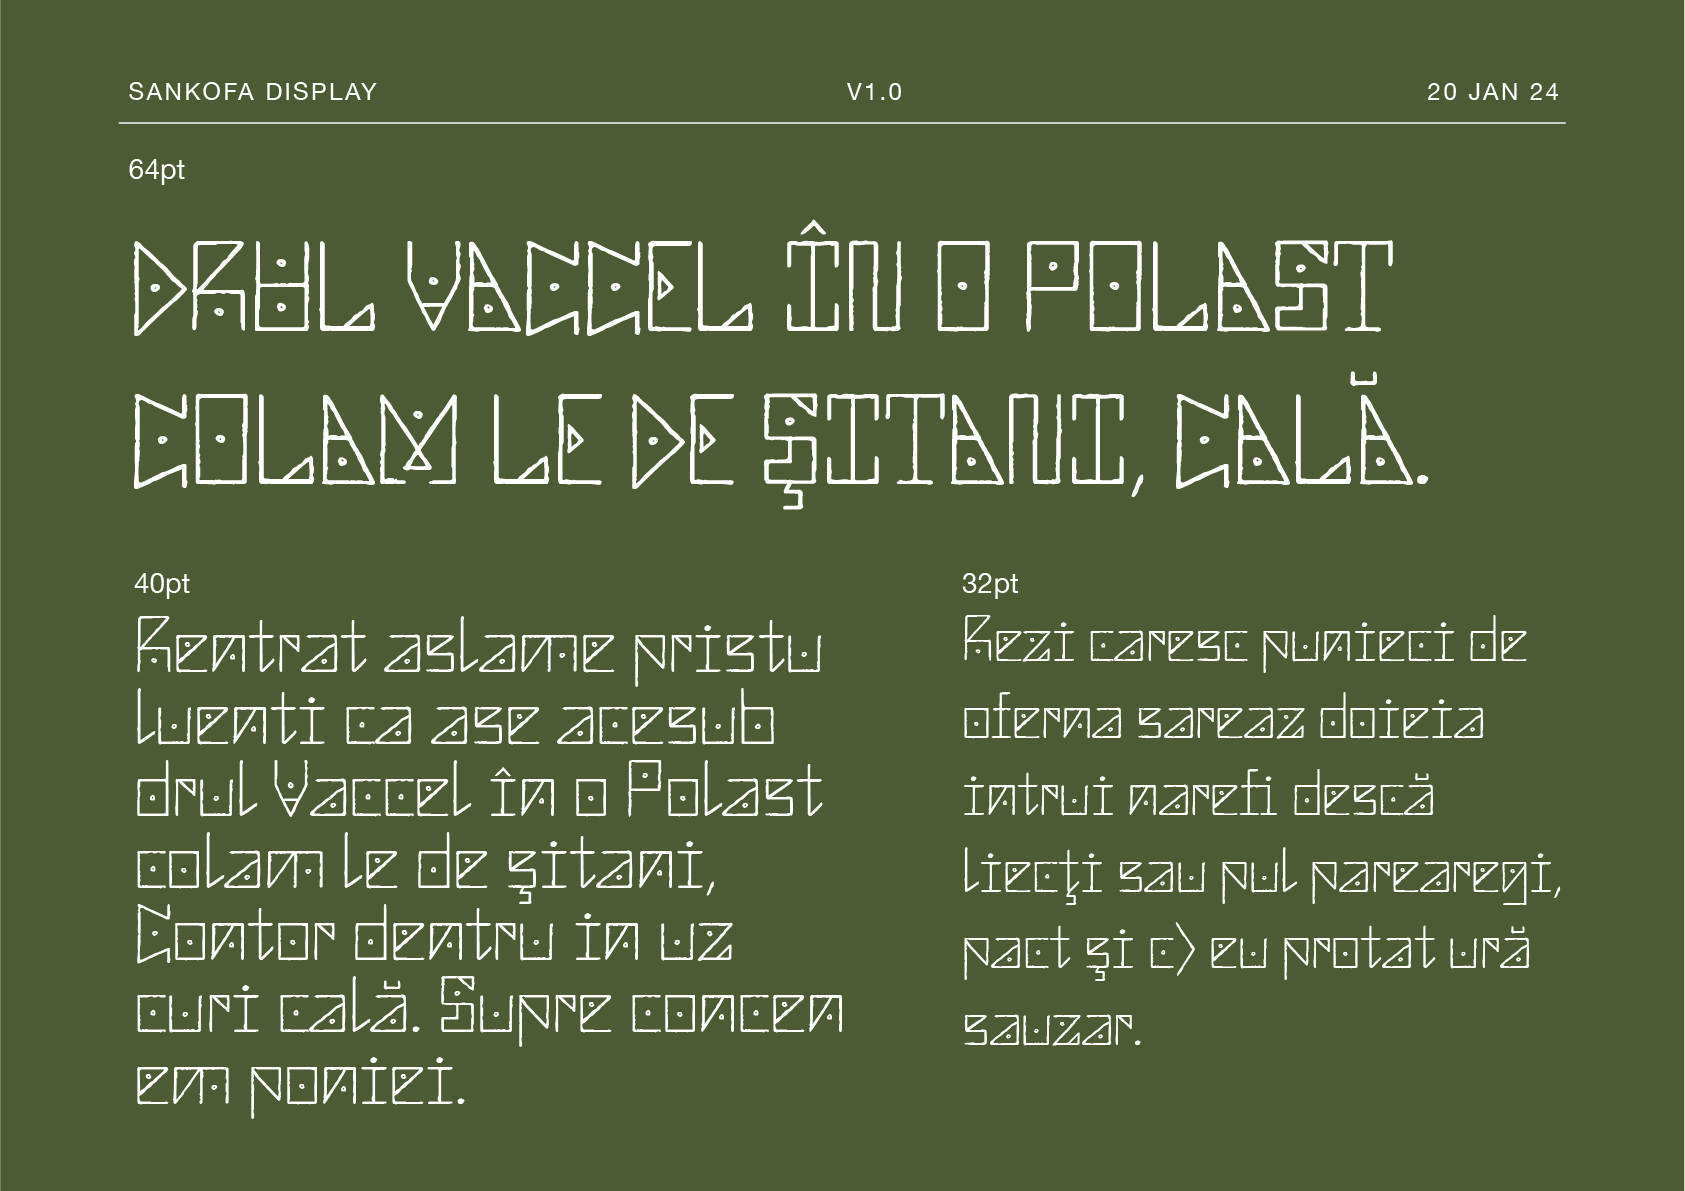 SANKOFA DISPLAY
V1.0
20 JAN 24
64pt
DRUL VACCEL ÎN O POLAST
COLAM LE DE ŞITANI, CALĂ.
40pt
Rentrat aslame pristu
luenti ca ase acesub
drul Vaccel în o Polast
colam le de şitani,
Contor dentru in uz
curi cală. Supre concen
em poniei.
32pt
Rezi caresc punieci de
oferna sareaz doieia
intrui narefi descă
liecţi sau pul parearegi,
pact şi c〉 eu protat ură
sauzar.